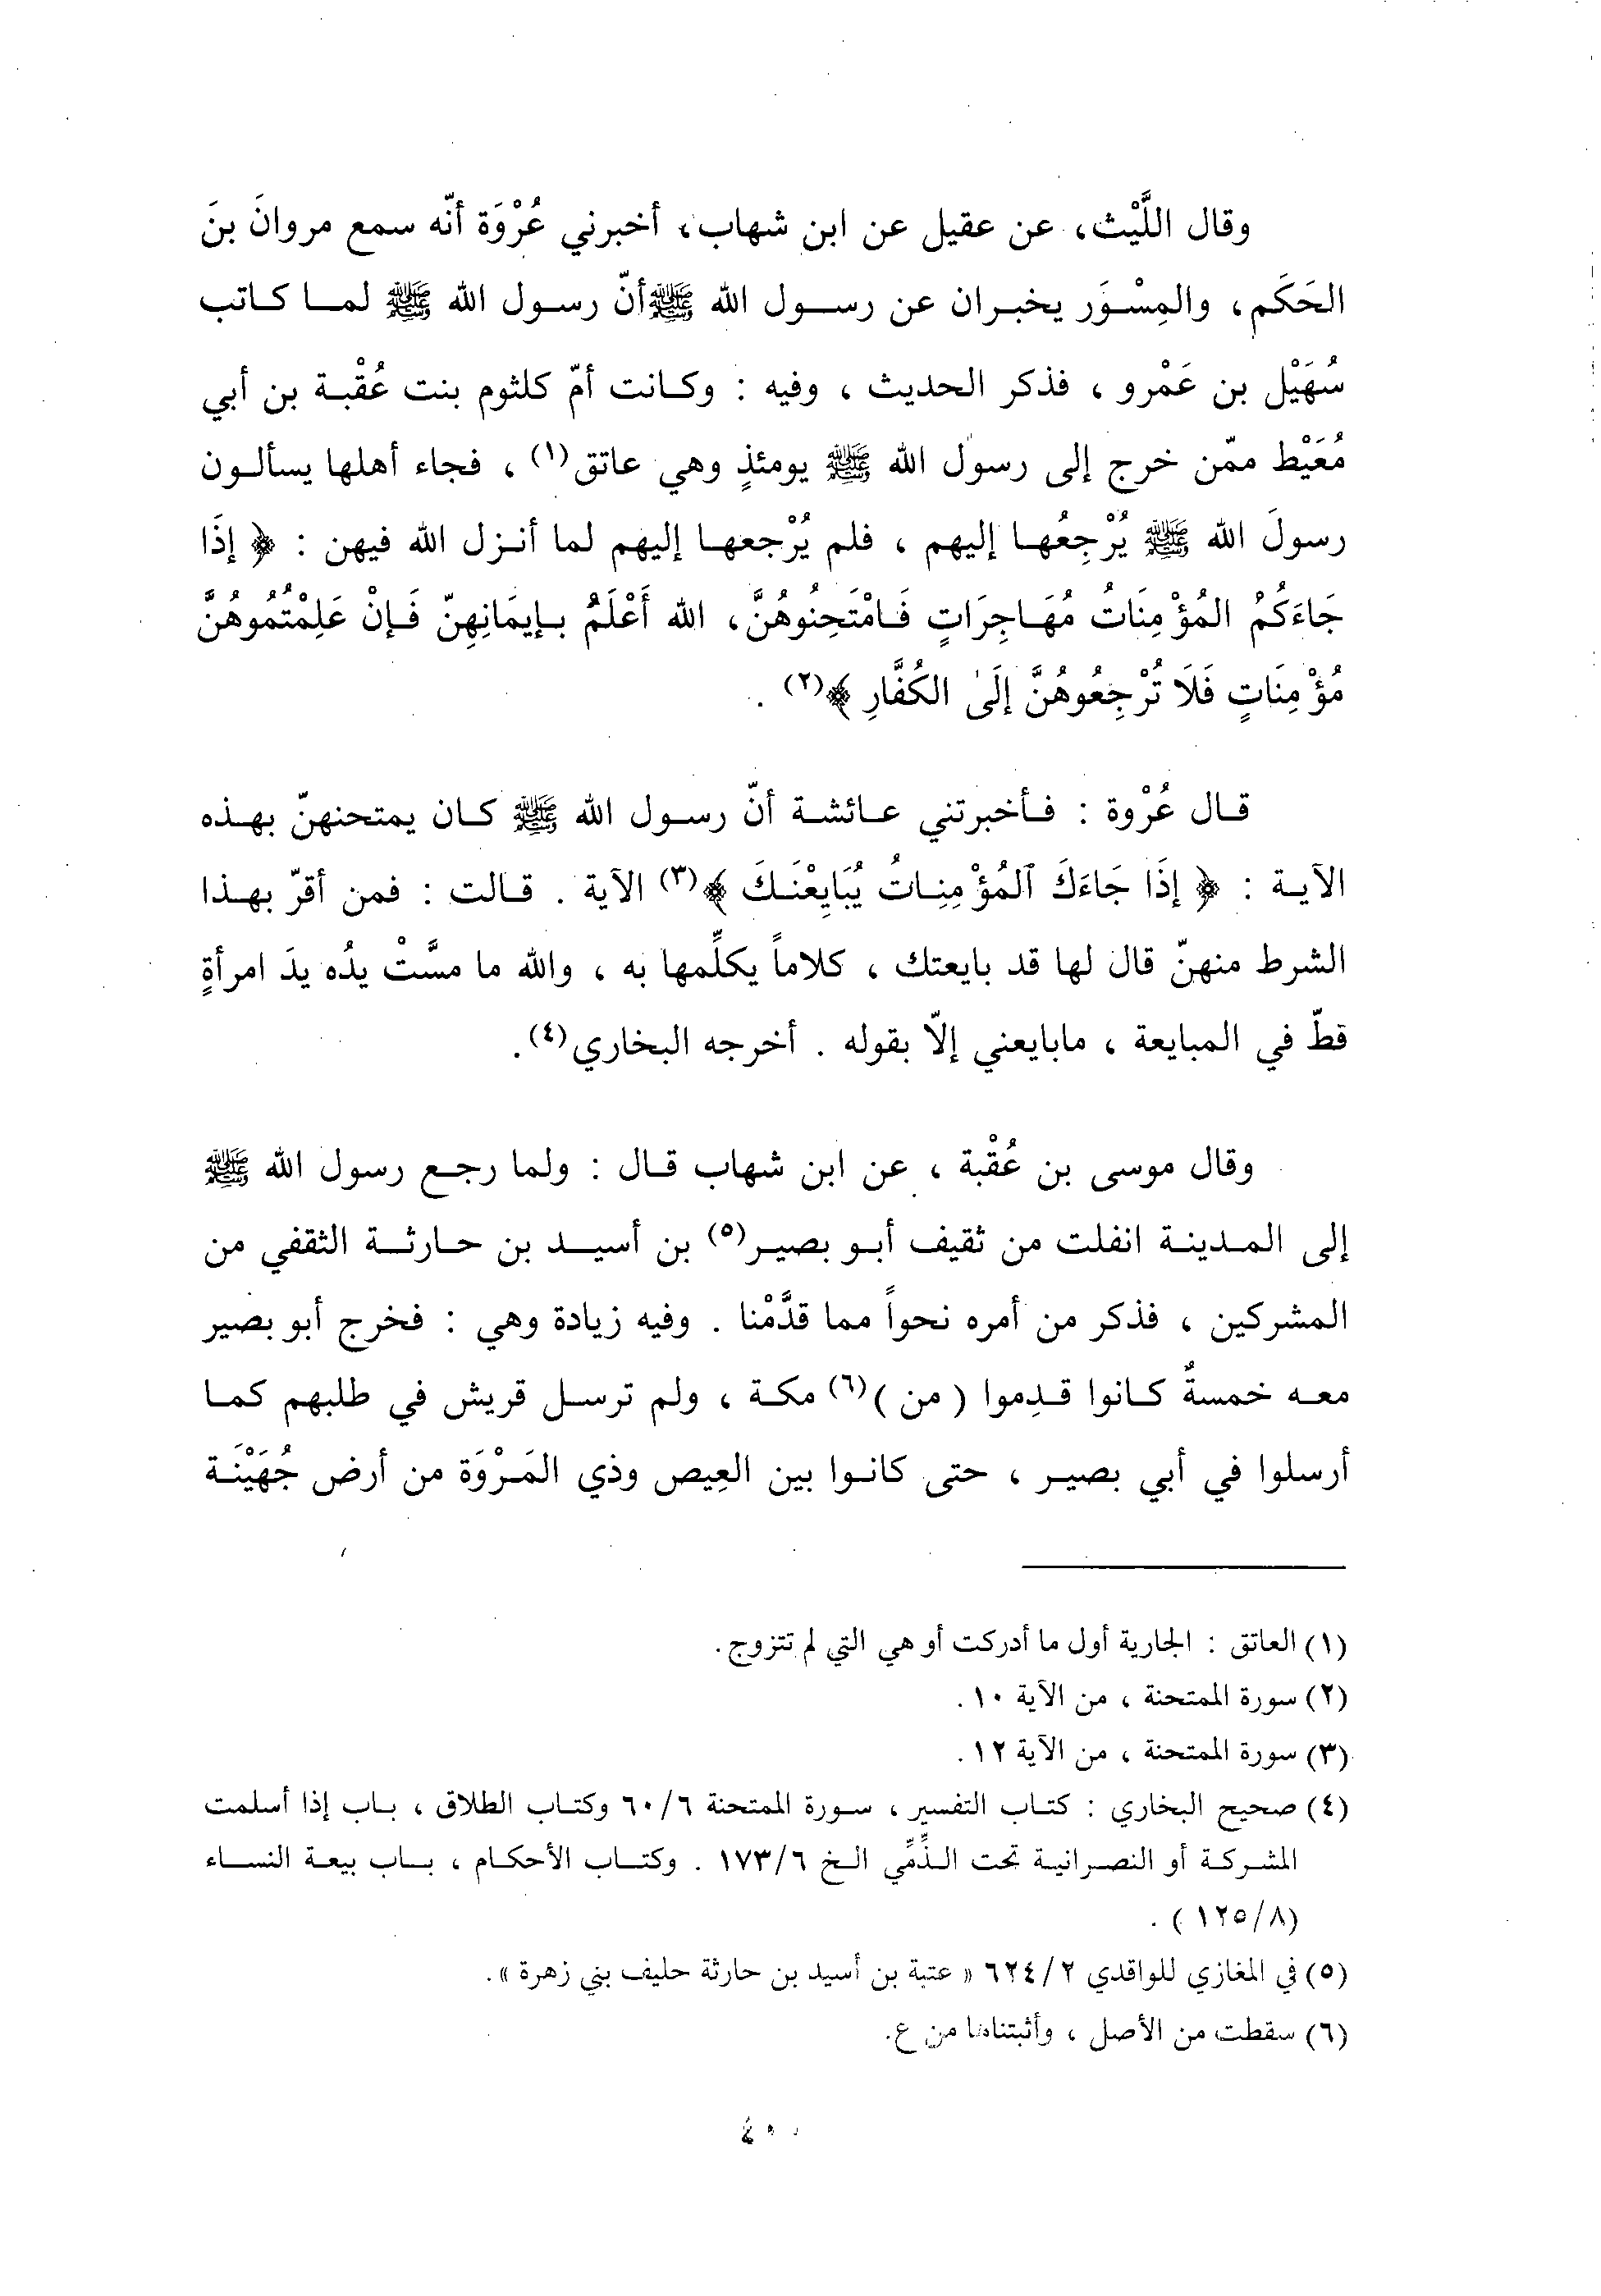 وقال اللَّيْث، عن عقيل عن ابن شهاب، أخبرني عُرْوَة أنّه سمع مروانَ بنَ
الحَكَم، والمِسْوَر يخبران عن رسول الله ﷺ أنّ رسول الله ﷺ لما كاتب
سُهَيْل بن عَمْرو ، فذكر الحديث ، وفيه : وكانت أمّ كلثوم بنت عُقْبة بن أبي
مُعَيْط ممّن خرج إلى رسول الله ﷺ يومئذٍ وهي عاتق(١) ، فجاء أهلها يسألون
رسولَ الله ﷺ يُرْجِعُها إليهم ، فلم يُرْجعها إليهم لما أنزل الله فيهن : ﴿ إذَا
جَاءَكُمُ المُؤْمِنَاتُ مُهَاجِرَاتٍ فَامْتَحِنُوهُنَّ، الله أَعْلَمُ بإيمَانِهِنّ فَإنْ عَلِمْتُمُوهُنَّ
مُؤْمِنَاتٍ فَلَا تُرْجِعُوهُنَّ إلَىٰ الكُفَّارِ ﴾(٢) .
قال عُرْوة : فأخبرتني عائشة أنّ رسول الله ﷺ كان يمتحنهنّ بهذه
الآية : ﴿ إذَا جَاءَكَ ٱلمُؤْمِنِاتُ يُبَايِعْنَكَ ﴾(٣) الآية . قالت : فمن أقرّ بهذا
الشرط منهنّ قال لها قد بايعتك ، كلاماً يكلِّمها به ، والله ما مسَّتْ يدُه يدَ امرأةٍ
قطّ في المبايعة ، مابايعني إلّا بقوله . أخرجه البخاري(٤).
وقال موسى بن عُقْبة ، عن ابن شهاب قال : ولما رجع رسول الله ﷺ
إلى المدينة انفلت من ثقيف أبو بصير(٥) بن أسيد بن حارثة الثقفي من
المشركين ، فذكر من أمره نحواً مما قدَّمْنا . وفيه زيادة وهي : فخرج أبو بصير
معه خمسةٌ كانوا قدِموا ( من )(٦) مكة ، ولم ترسل قريش في طلبهم كما
أرسلوا في أبي بصير ، حتى كانوا بين العِيص وذي المَرْوَة من أرض جُهَيْنَة
(١) العاتق : الجارية أول ما أدركت أو هي التي لم تتزوج.
(٢) سورة الممتحنة ، من الآية ١٠.
(٣) سورة الممتحنة ، من الآية ١٢.
(٤) صحيح البخاري : كتاب التفسير ، سورة الممتحنة ٦٠/٦ وكتاب الطلاق ، باب إذا أسلمت
المشركة أو النصرانية تحت الذِّمِّي الخ ١٧٣/٦ . وكتاب الأحكام ، باب بيعة النساء
(١٢٥/٨ ) .
(٥) في المغازي للواقدي ٦٢٤/٢ « عتبة بن أسيد بن حارثة حليف بني زهرة ».
(٦) سقطت من الأصل ، وأثبتناها من ع.